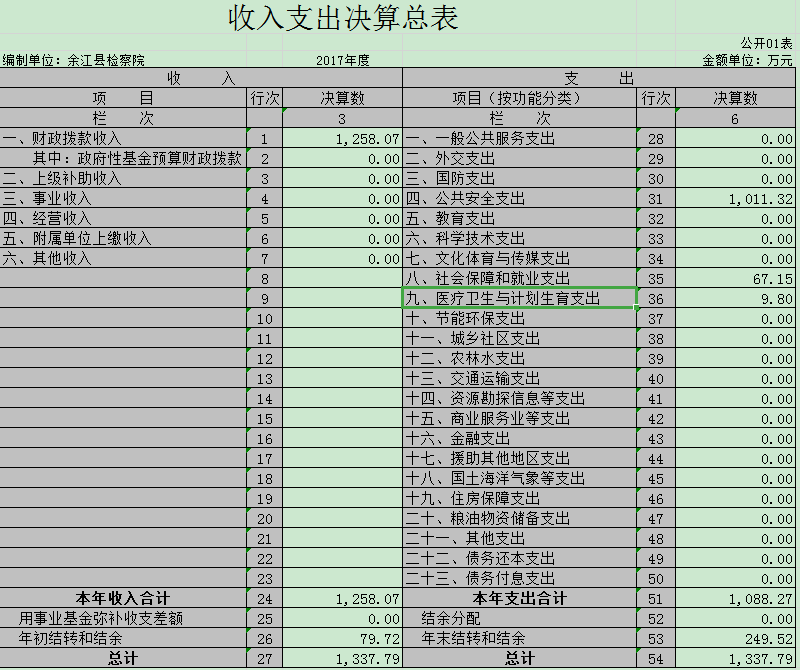 收入支出决算总表
公开01表
编制单位：余江县检察院 2017年度 金额单位：万元
收 入 支 出
项 目 行次 决算数 项目（按功能分类） 行次 决算数
栏 次 3 栏 次 6
一、财政拨款收入 1 1,258.07 一、一般公共服务支出 28 0.00
其中：政府性基金预算财政拨款 2 0.00 二、外交支出 29 0.00
二、上级补助收入 3 0.00 三、国防支出 30 0.00
三、事业收入 4 0.00 四、公共安全支出 31 1,011.32
四、经营收入 5 0.00 五、教育支出 32 0.00
五、附属单位上缴收入 6 0.00 六、科学技术支出 33 0.00
六、其他收入 7 0.00 七、文化体育与传媒支出 34 0.00
8 八、社会保障和就业支出 35 67.15
9 九、医疗卫生与计划生育支出 36 9.80
10 十、节能环保支出 37 0.00
11 十一、城乡社区支出 38 0.00
12 十二、农林水支出 39 0.00
13 十三、交通运输支出 40 0.00
14 十四、资源勘探信息等支出 41 0.00
15 十五、商业服务业等支出 42 0.00
16 十六、金融支出 43 0.00
17 十七、援助其他地区支出 44 0.00
18 十八、国土海洋气象等支出 45 0.00
19 十九、住房保障支出 46 0.00
20 二十、粮油物资储备支出 47 0.00
21 二十一、其他支出 48 0.00
22 二十二、债务还本支出 49 0.00
23 二十三、债务付息支出 50 0.00
本年收入合计 24 1,258.07 本年支出合计 51 1,088.27
用事业基金弥补收支差额 25 0.00 结余分配 52 0.00
年初结转和结余 26 79.72 年末结转和结余 53 249.52
总计 27 1,337.79 总计 54 1,337.79